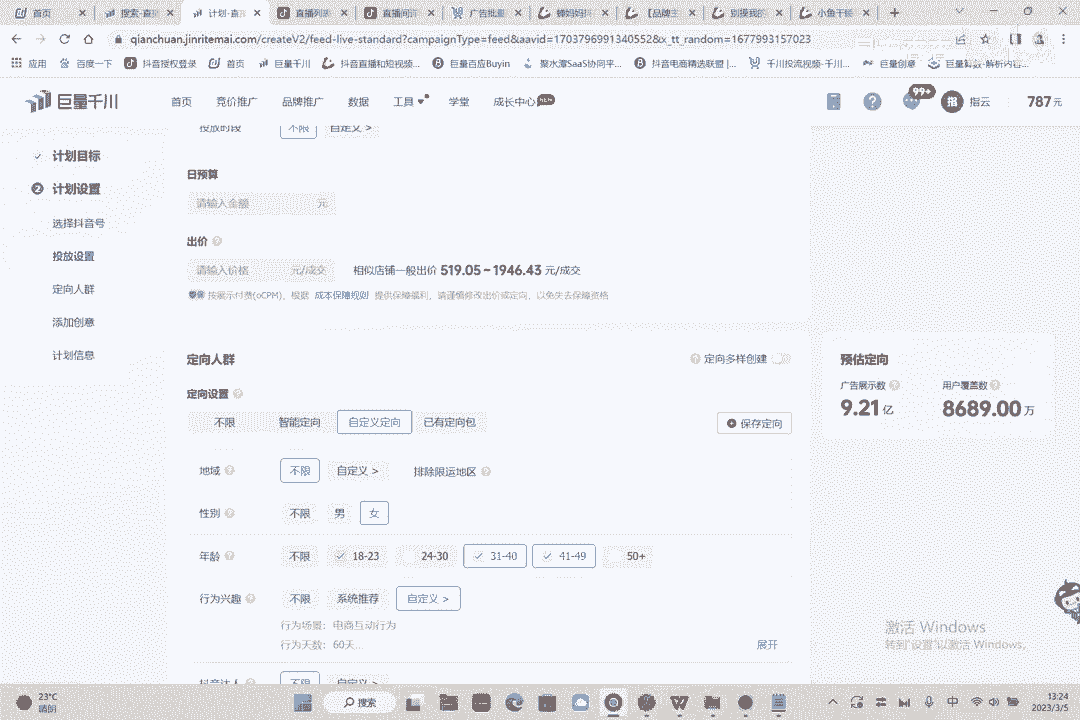 首页
搜索-直播
计划-直播
直播列表
直播间详
广告批量
蝉妈妈抖
【品牌主
别摸我的
小鱼干顿
qianchuan.jinritemai.com/createV2/feed-live-standard?campaignType=feed&aavid=1703796991340552&x_tt_random=1677993157023
应用 百度一下 抖音授权登录 首页 巨量千川 抖音直播和短视频... 巨量百应Buyin 聚水潭SaaS协同平... 抖音电商精选联盟 |... 千川投流视频-千川... 巨量创意 巨量算数-解析内容...
巨量千川 首页 竞价推广 品牌推广 数据 工具 学堂 成长中心 NEW 99+ 指 指云 787元
计划目标
2 计划设置
选择抖音号
投放设置
定向人群
添加创意
计划信息
投放时段 不限 自定义 >
日预算
请输入金额 元
出价
请输入价格 元/成交 相似店铺一般出价 519.05 ~ 1946.43 元/成交
按展示付费(oCPM)，根据 成本保障规则 提供保障福利，请谨慎修改出价或定向，以免失去保障资格
定向人群 定向多样创建
定向设置
不限 智能定向 自定义定向 已有定向包 保存定向
地域 不限 自定义 > 排除限运地区
性别 不限 男 女
年龄 不限 18-23 24-30 31-40 41-49 50+
行为兴趣 不限 系统推荐 自定义 >
行为场景: 电商互动行为
行为天数: 60天... 展开
抖音达人 不限 自定义 >
预估定向
广告展示数 用户覆盖数
9.21 亿 8689.00 万
激活 Windows
转到"设置"以激活 Windows。
23°C
晴朗
搜索
中
13:24
2023/3/5